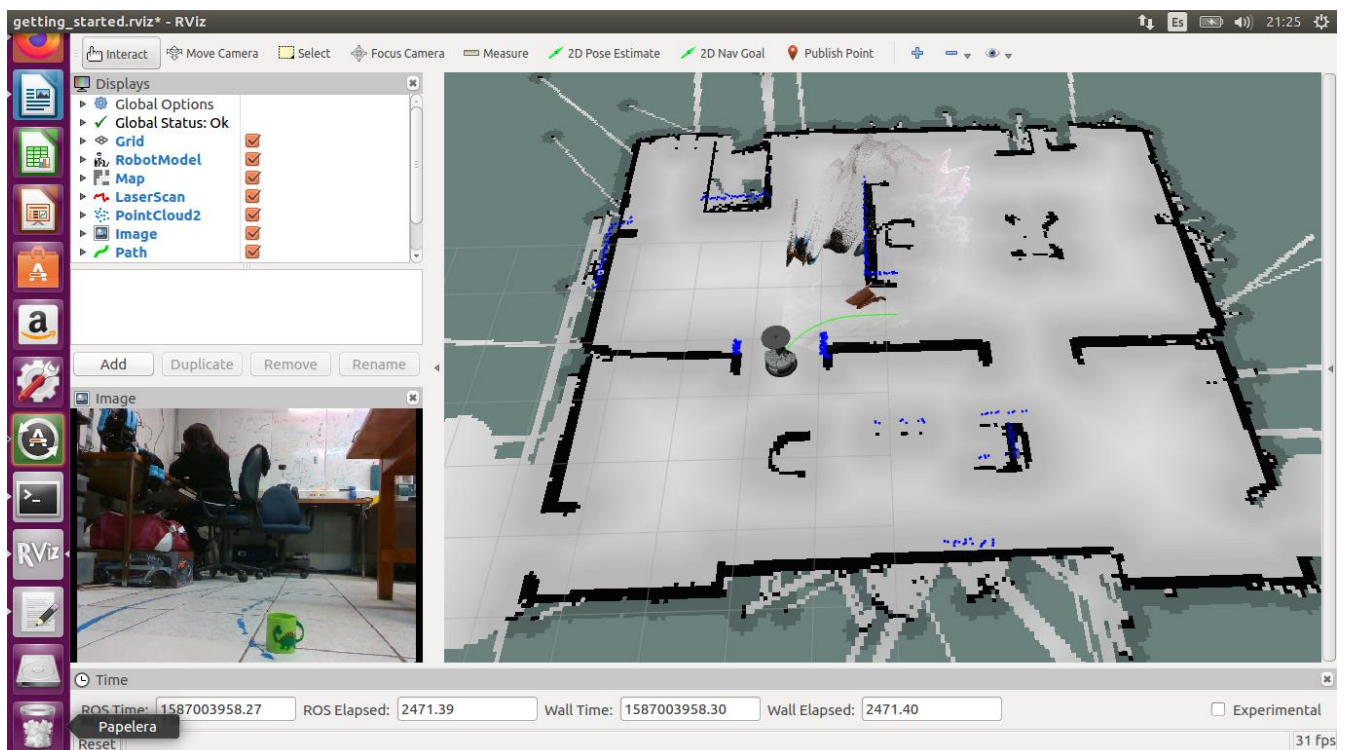 getting_started.rviz* - RViz
Es
21:25
Interact
Move Camera
Select
Focus Camera
Measure
2D Pose Estimate
2D Nav Goal
Publish Point
Displays
Global Options
Global Status: Ok
Grid
RobotModel
Map
LaserScan
PointCloud2
Image
Path
Add
Duplicate
Remove
Rename
Image
Time
ROS Time: 1587003958.27
ROS Elapsed: 2471.39
Wall Time: 1587003958.30
Wall Elapsed: 2471.40
Experimental
Papelera
Reset
31 fps
A
a
A
>_
RViz